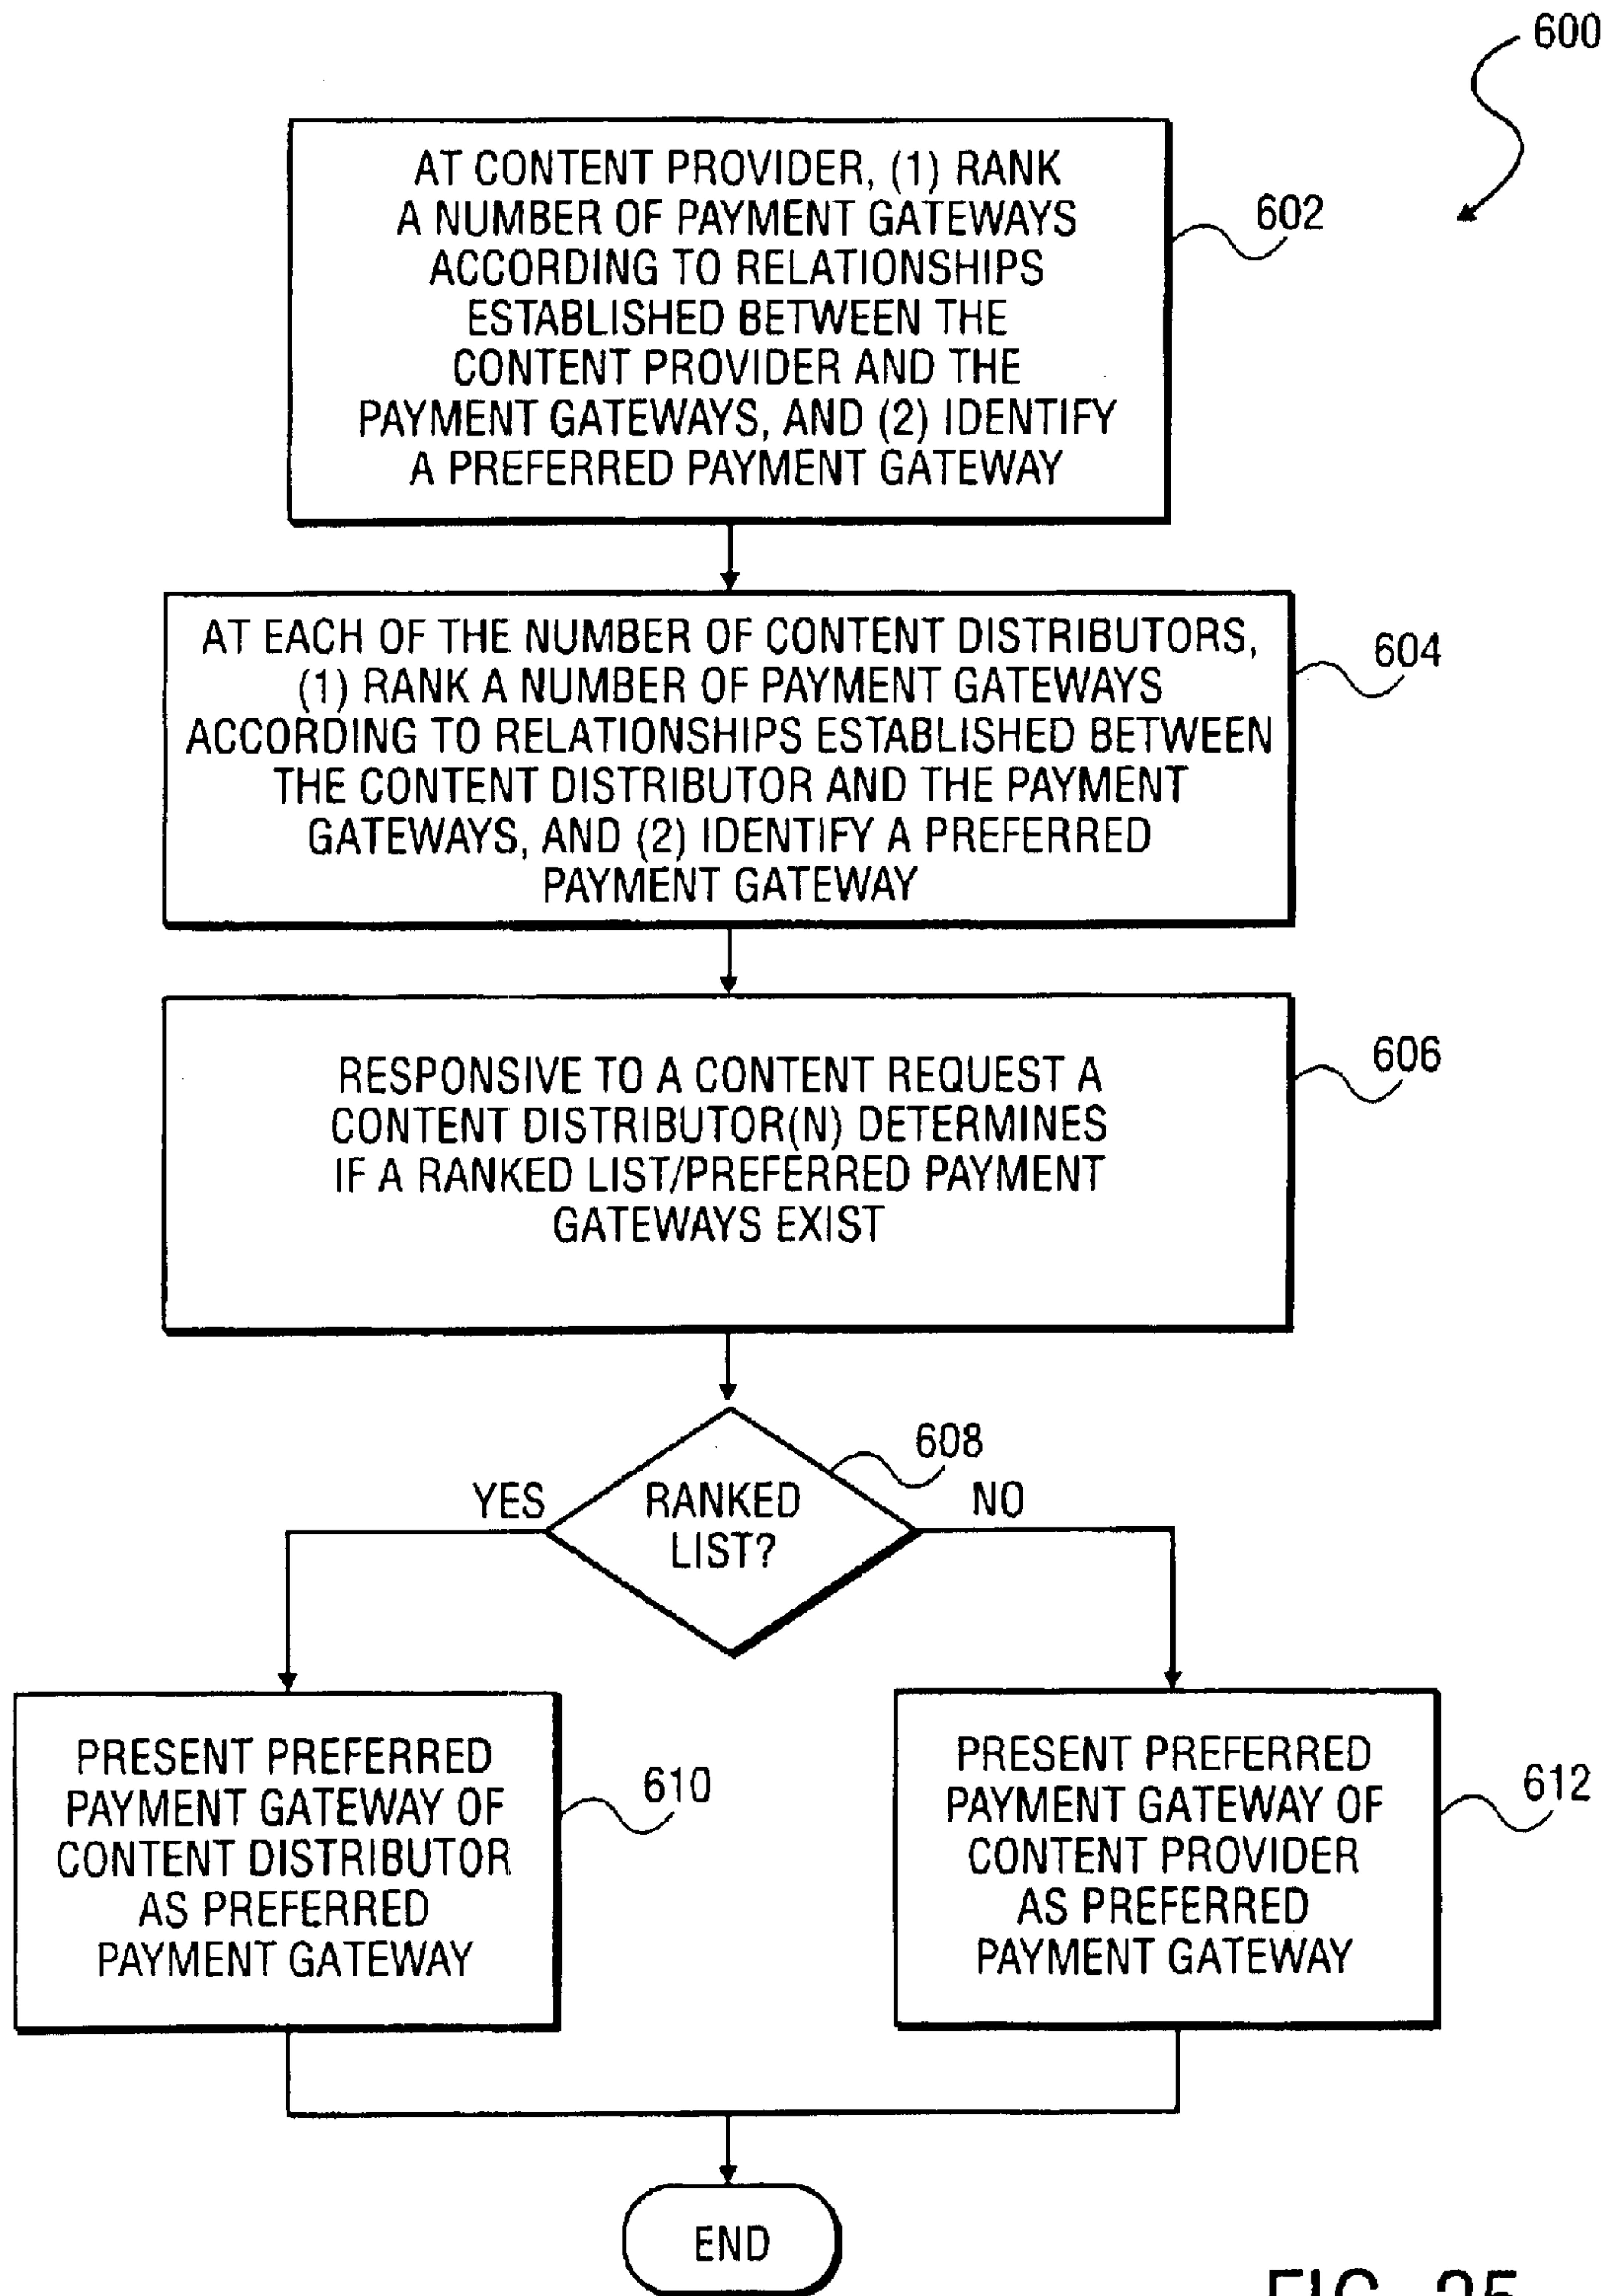 600
AT CONTENT PROVIDER, (1) RANK
A NUMBER OF PAYMENT GATEWAYS
ACCORDING TO RELATIONSHIPS
ESTABLISHED BETWEEN THE
CONTENT PROVIDER AND THE
PAYMENT GATEWAYS, AND (2) IDENTIFY
A PREFERRED PAYMENT GATEWAY
602
AT EACH OF THE NUMBER OF CONTENT DISTRIBUTORS,
(1) RANK A NUMBER OF PAYMENT GATEWAYS
ACCORDING TO RELATIONSHIPS ESTABLISHED BETWEEN
THE CONTENT DISTRIBUTOR AND THE PAYMENT
GATEWAYS, AND (2) IDENTIFY A PREFERRED
PAYMENT GATEWAY
604
RESPONSIVE TO A CONTENT REQUEST A
CONTENT DISTRIBUTOR(N) DETERMINES
IF A RANKED LIST/PREFERRED PAYMENT
GATEWAYS EXIST
606
608
YES
RANKED
LIST?
NO
PRESENT PREFERRED
PAYMENT GATEWAY OF
CONTENT DISTRIBUTOR
AS PREFERRED
PAYMENT GATEWAY
610
PRESENT PREFERRED
PAYMENT GATEWAY OF
CONTENT PROVIDER
AS PREFERRED
PAYMENT GATEWAY
612
END
FIG. 25